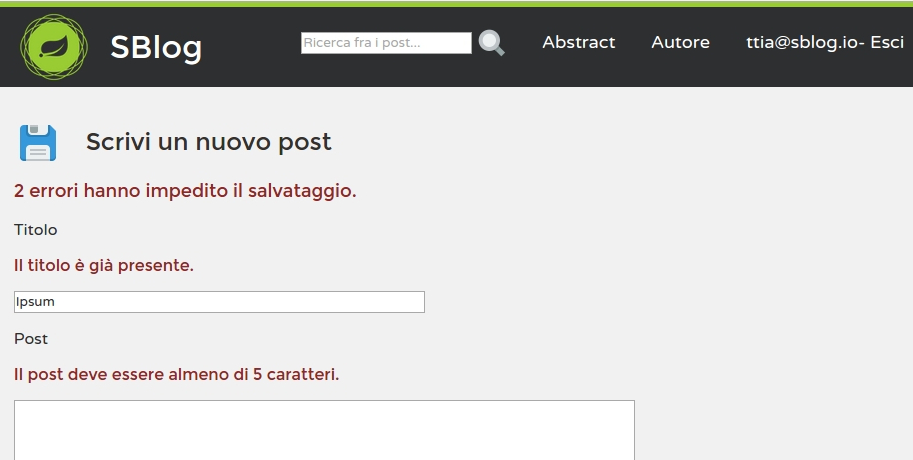 SBlog
Ricerca fra i post...
Abstract
Autore
ttia@sblog.io- Esci
Scrivi un nuovo post
2 errori hanno impedito il salvataggio.
Titolo
Il titolo è già presente.
Ipsum
Post
Il post deve essere almeno di 5 caratteri.